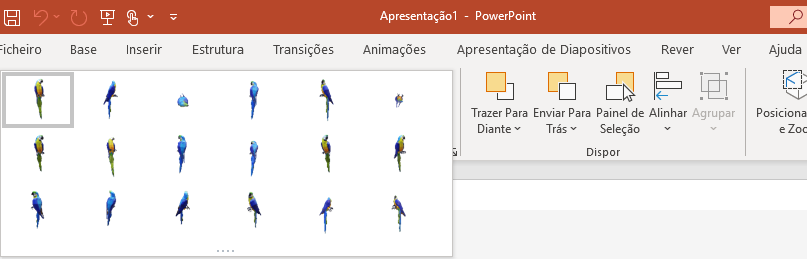 Apresentação1 - PowerPoint
Ficheiro Base Inserir Estrutura Transições Animações Apresentação de Diapositivos Rever Ver Ajuda
Trazer Para Enviar Para Painel de Alinhar Agrupar Posiciona
Diante Trás Seleção e Zoo
Dispor